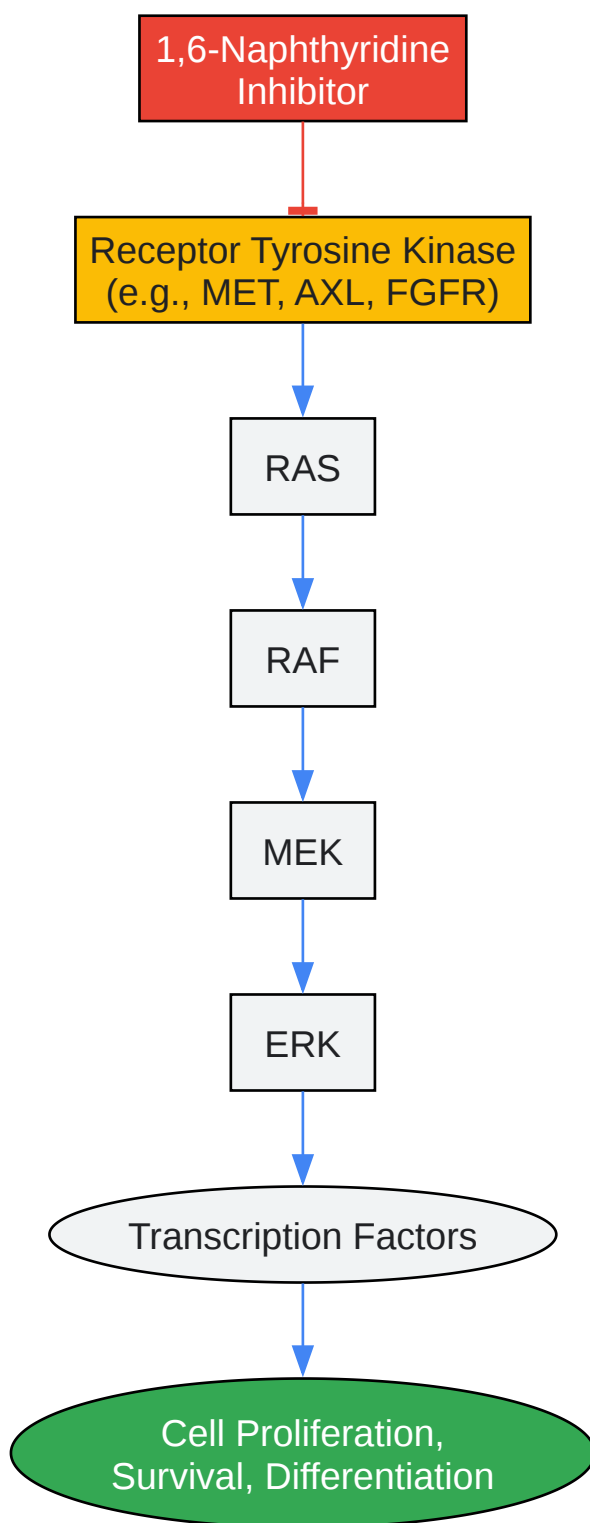 1,6-Naphthyridine
Inhibitor
Receptor Tyrosine Kinase
(e.g., MET, AXL, FGFR)
RAS
RAF
MEK
ERK
Transcription Factors
Cell Proliferation,
Survival, Differentiation